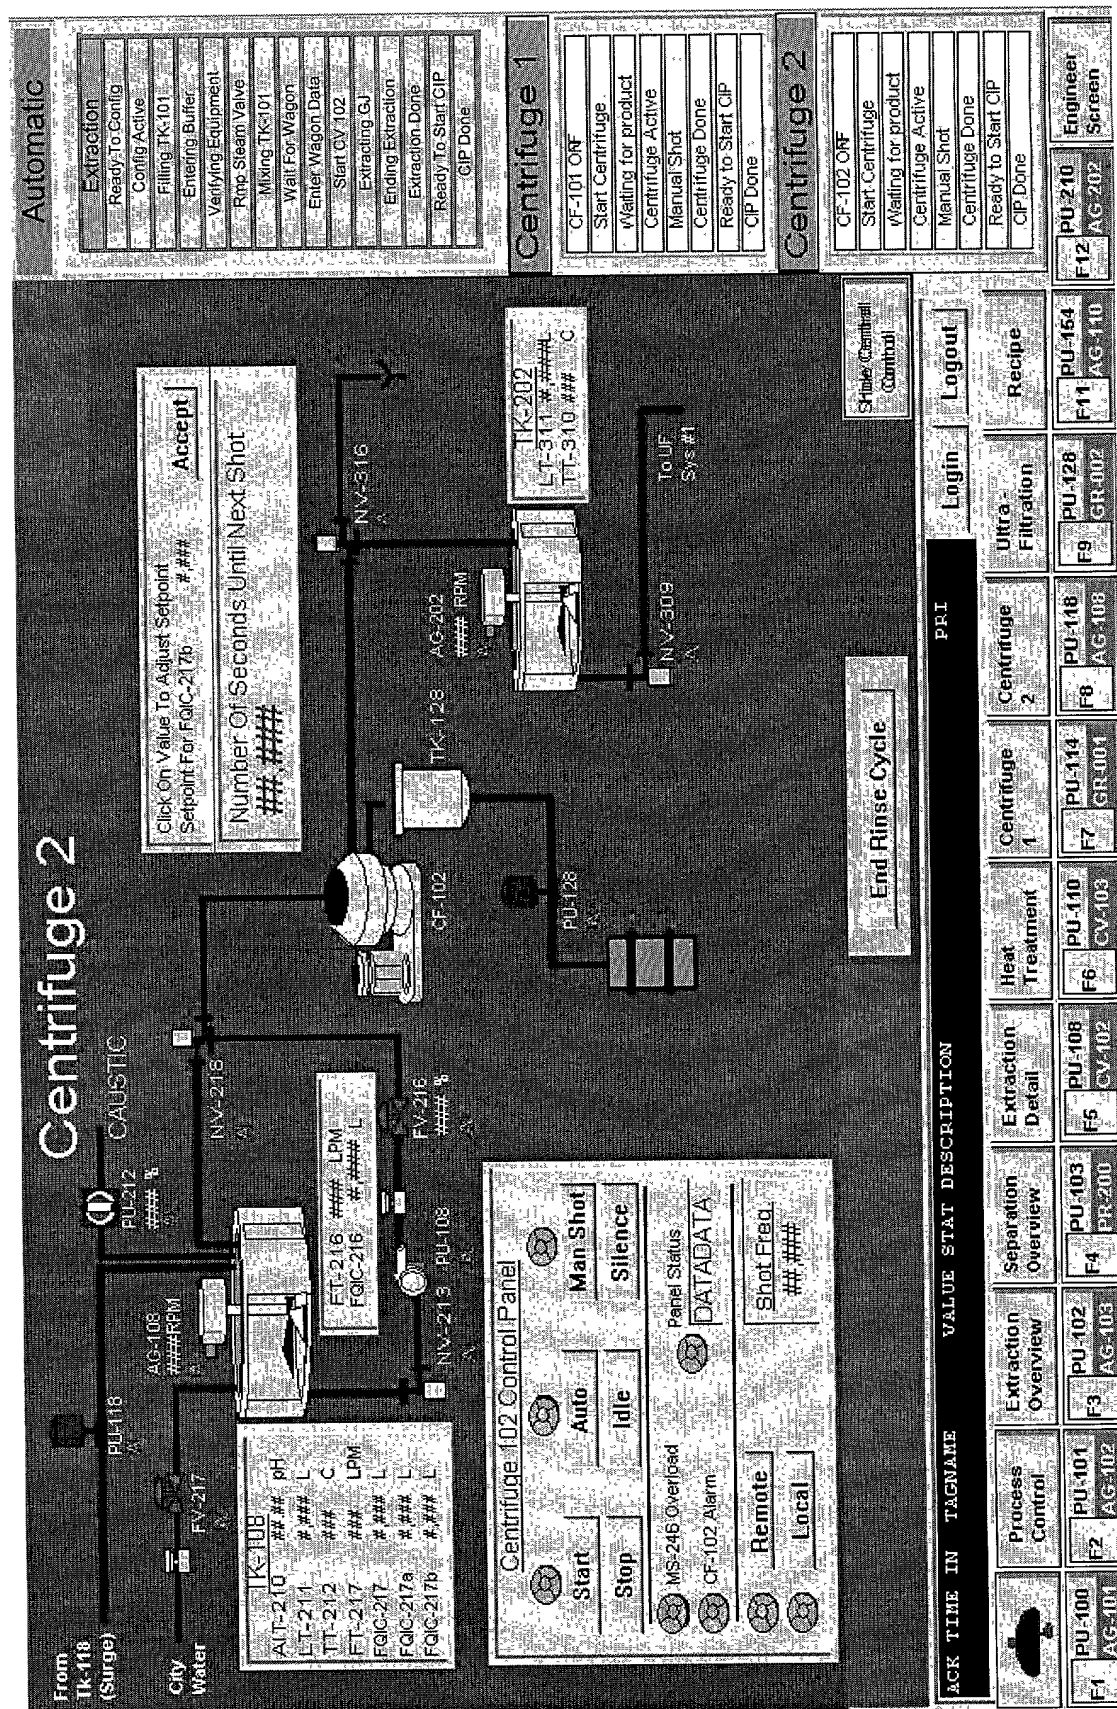 Centrifuge 2
From
Tk-118
(Surge)
City
Water
PU-118
A
FV-217
A
AG-108
###RPM
A
PU-212
### %
A
CAUSTIC
NV-218
A
TK-108
ALT-210 ##.## pH
LT-211 #,### L
TT-212 ### C
FT-217 ### LPM
FQIC-217 #,### L
FQIC-217a #,### L
FQIC-217b #,### L
FT-216 ### LPM
FQIC-216 #,#### L
NV-213
A
PU-108
A
FV-216
### %
A
CF-102
TK-128
PU-128
A
Click On Value To Adjust Setpoint
Setpoint For FQIC-217b #,###
Accept
Number Of Seconds Until Next Shot
##.###
NV-316
A
AG-202
### RPM
A
TK-202
LT-311 #,####L
TT-310 ### C
NV-309
A
To UF
Sys #1
Centrifuge 102 Control Panel
Start
Auto
Man Shot
Stop
Idle
Silence
MS-246 Overload
CF-102 Alarm
Panel Status
DATADATA
Remote
Local
Shot Freq.
##.###
End Rinse Cycle
Control
Automatic
Extraction
Ready To Config
Config Active
Filling TK-101
Entering Buffer
Verifying Equipment
Rmp Steam Valve
Mixing TK-101
Wait For Wagon
Enter Wagon Data
Start CV-102
Extracting GJ
Ending Extraction
Extraction Done
Ready To Start CIP
CIP Done
Centrifuge 1
CF-101 Off
Start Centrifuge
Waiting for product
Centrifuge Active
Manual Shot
Centrifuge Done
Ready to Start CIP
CIP Done
Centrifuge 2
CF-102 Off
Start Centrifuge
Waiting for product
Centrifuge Active
Manual Shot
Centrifuge Done
Ready to Start CIP
CIP Done
ACK TIME IN TAGNAME VALUE STAT DESCRIPTION PRI
Login
Logout
Process
Control
Extraction
Overview
Separation
Overview
Extraction
Detail
Heat
Treatment
Centrifuge
1
Centrifuge
2
Ultra-
Filtration
Recipe
Engineer
Screen
F1 PU-100
AG-101
F2 PU-101
AG-102
F3 PU-102
AG-103
F4 PU-103
PR-200
F5 PU-108
CV-102
F6 PU-110
CV-103
F7 PU-114
GR-001
F8 PU-118
AG-108
F9 PU-128
GR-002
F11 PU-154
AG-110
F12 PU-210
AG-202